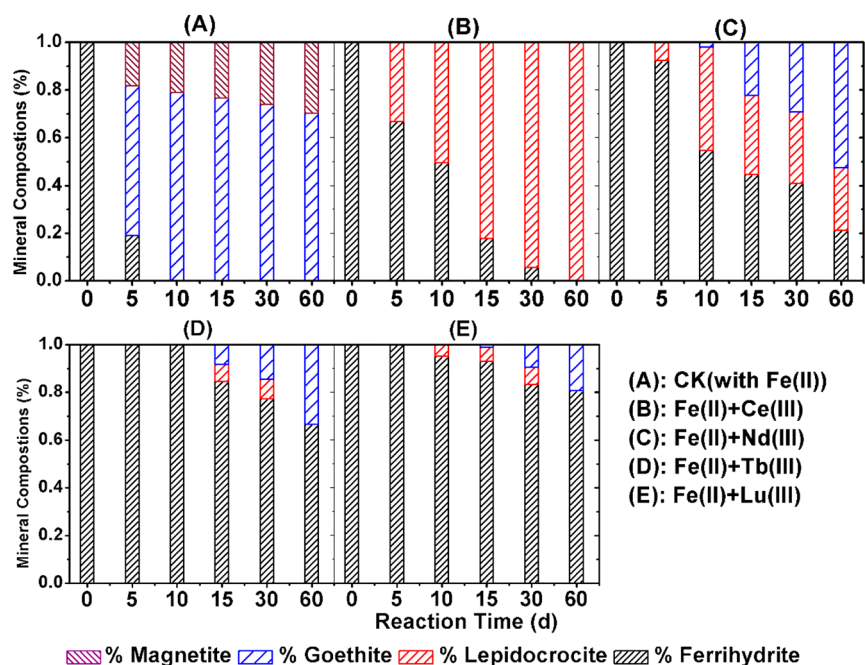 (A) (B) (C)
Mineral Compostions (%)
1.0
0.8
0.6
0.4
0.2
0.0
0 5 10 15 30 60 0 5 10 15 30 60 0 5 10 15 30 60
(D) (E)
Mineral Compostions (%)
1.0
0.8
0.6
0.4
0.2
0.0
0 5 10 15 30 60 0 5 10 15 30 60
Reaction Time (d)
(A): CK(with Fe(II))
(B): Fe(II)+Ce(III)
(C): Fe(II)+Nd(III)
(D): Fe(II)+Tb(III)
(E): Fe(II)+Lu(III)
% Magnetite % Goethite % Lepidocrocite % Ferrihydrite